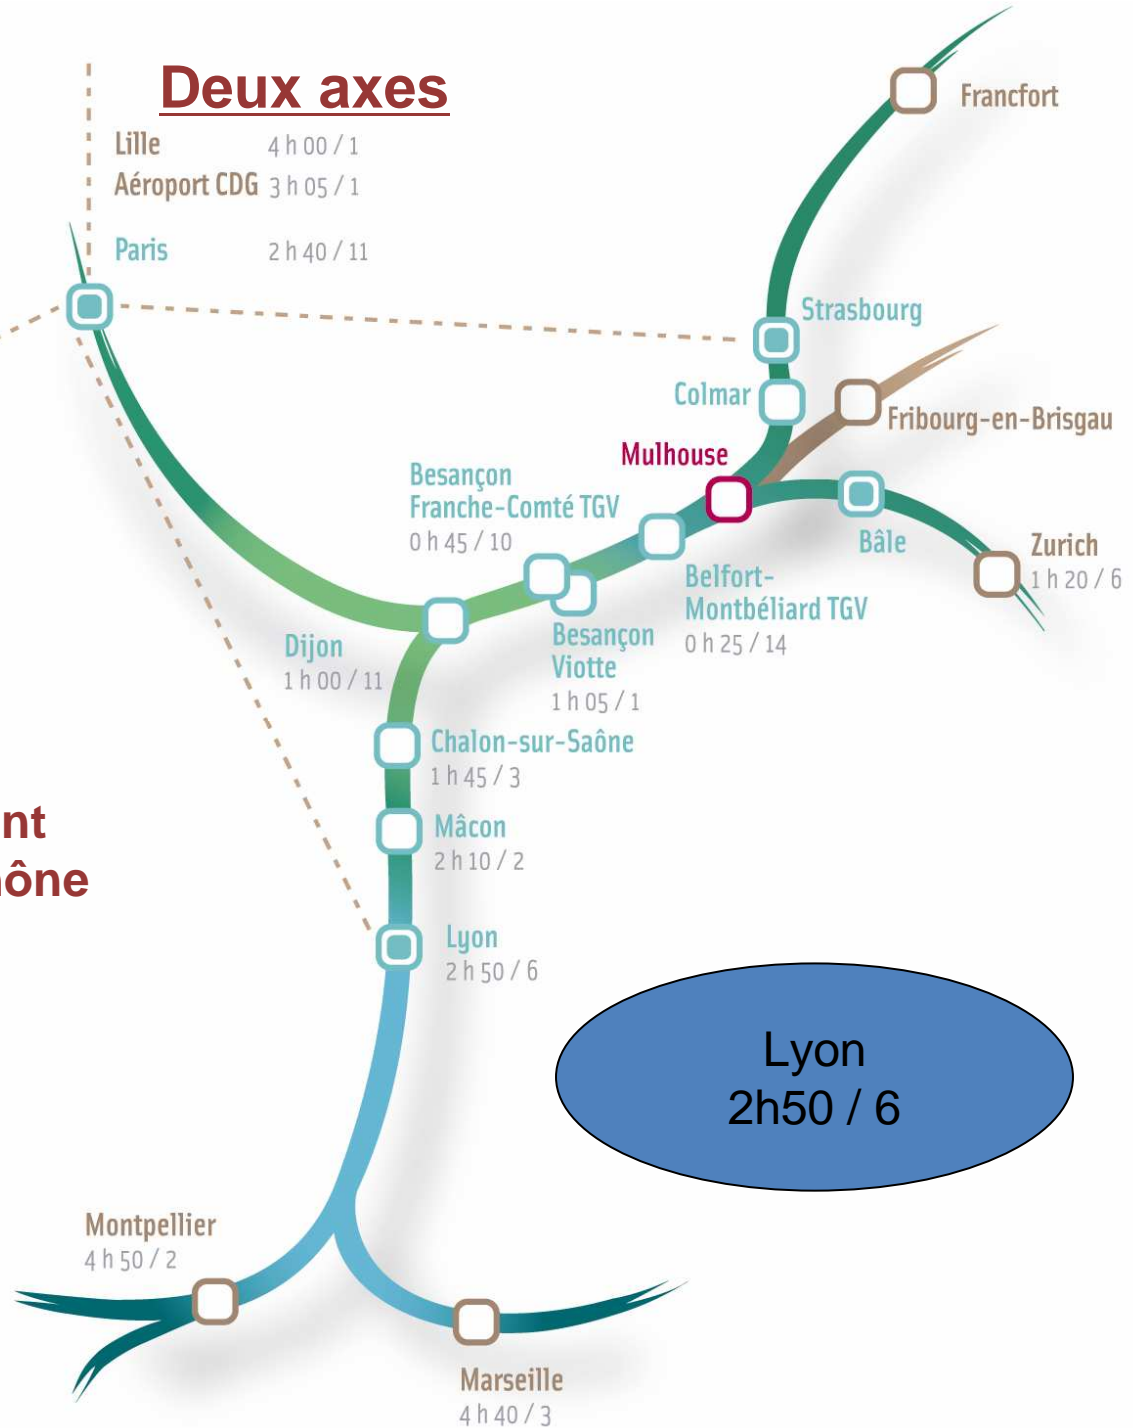 Deux axes
Lille 4 h 00 / 1
Aéroport CDG 3 h 05 / 1
Paris 2 h 40 / 11
Francfort
Strasbourg
Colmar
Fribourg-en-Brisgau
Mulhouse
Besançon
Franche-Comté TGV
0 h 45 / 10
Bâle
Zurich
1 h 20 / 6
Belfort-
Montbéliard TGV
0 h 25 / 14
Besançon
Viotte
1 h 05 / 1
Dijon
1 h 00 / 11
Chalon-sur-Saône
1 h 45 / 3
Mâcon
2 h 10 / 2
nt
hône
Lyon
2 h 50 / 6
Lyon
2h50 / 6
Montpellier
4 h 50 / 2
Marseille
4 h 40 / 3